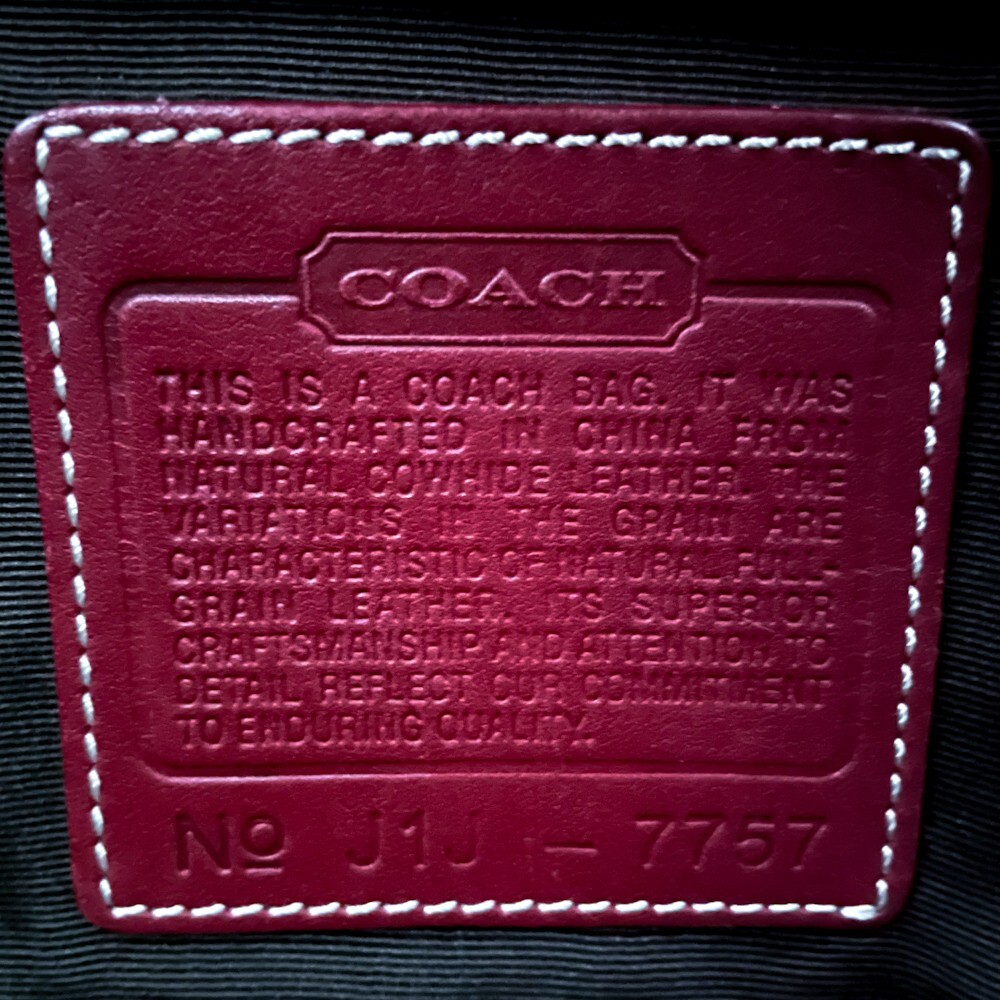 COACH
THIS IS A COACH BAG. IT WAS
HANDCRAFTED IN CHINA FROM
NATURAL COWHIDE LEATHER. THE
VARIATIONS IN THE GRAIN ARE
CHARACTERISTIC OF NATURAL FULL-
GRAIN LEATHER. ITS SUPERIOR
CRAFTSMANSHIP AND ATTENTION TO
DETAIL REFLECT OUR COMMITMENT
TO ENDURING QUALITY.
Nº J1J - 7757